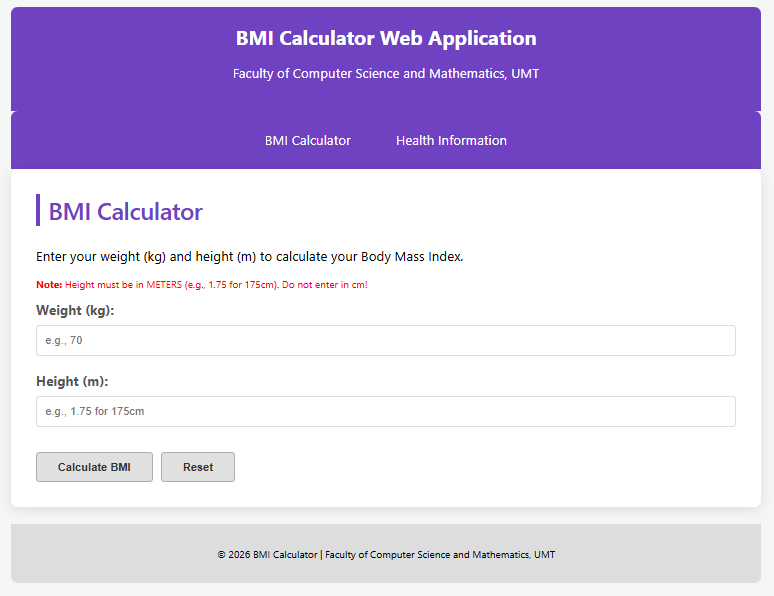 BMI Calculator Web Application
Faculty of Computer Science and Mathematics, UMT
BMI Calculator
Health Information
BMI Calculator
Enter your weight (kg) and height (m) to calculate your Body Mass Index.
Note: Height must be in METERS (e.g., 1.75 for 175cm). Do not enter in cm!
Weight (kg):
e.g., 70
Height (m):
e.g., 1.75 for 175cm
Calculate BMI
Reset
© 2026 BMI Calculator | Faculty of Computer Science and Mathematics, UMT